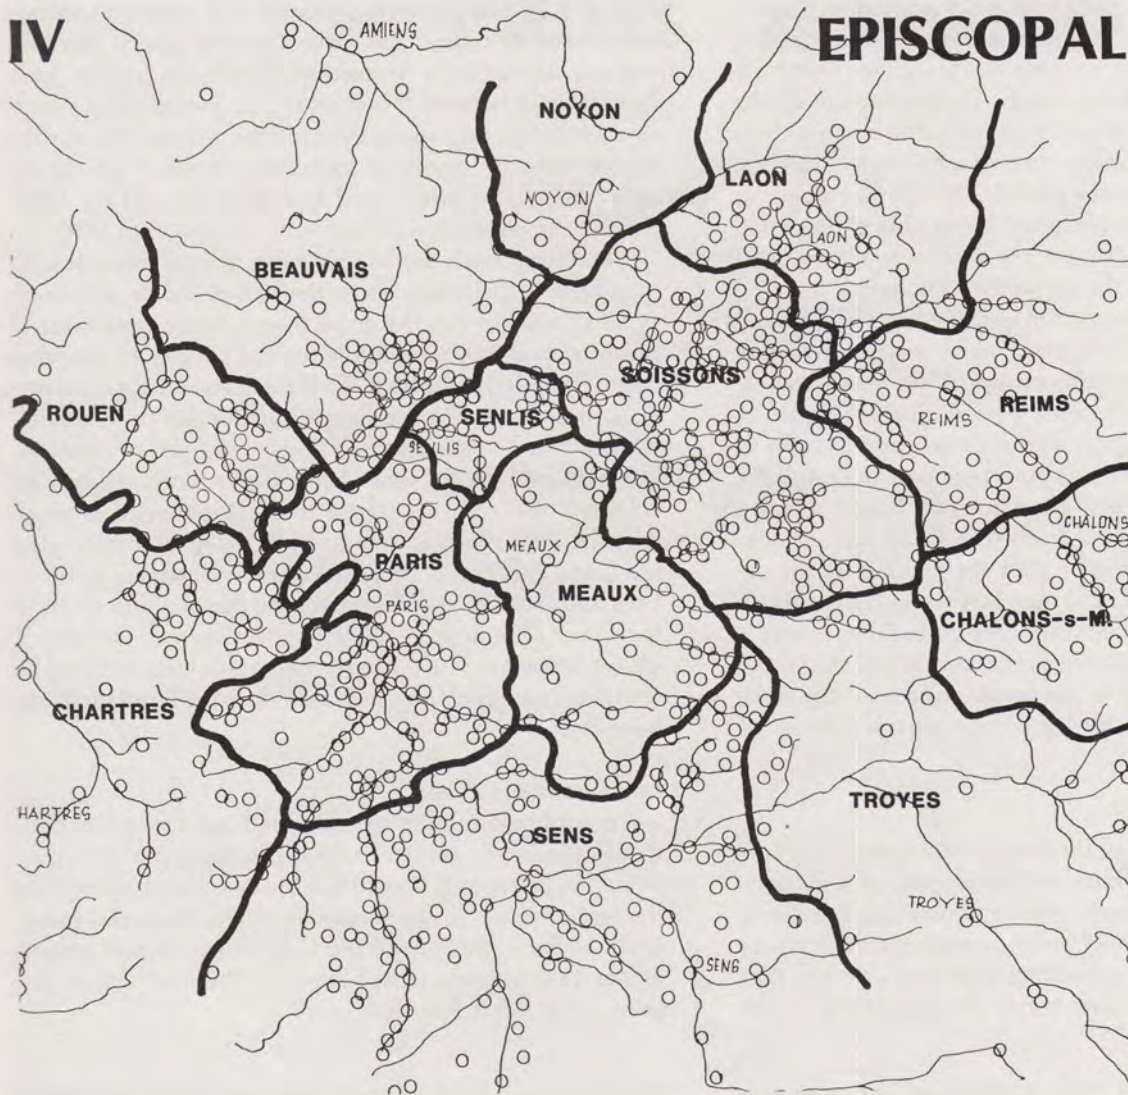 IV
EPISCOPAL
AMIENS
NOYON
LAON
NOYON
LAON
BEAUVAIS
SOISSONS
ROUEN
SENLIS
REIMS
REIMS
SENLIS
CHALONS
PARIS
MEAUX
MEAUX
PARIS
CHALONS-s-M.
CHARTRES
TROYES
HARTRES
SENS
TROYES
SENS